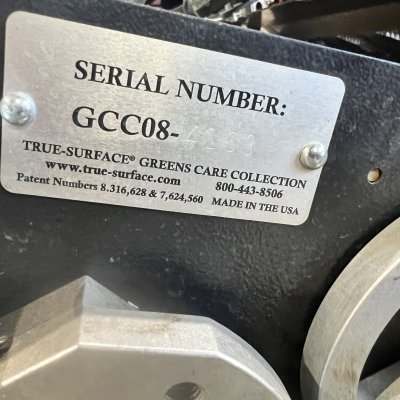 SERIAL NUMBER:
GCC08-
TRUE-SURFACE® GREENS CARE COLLECTION
www.true-surface.com 800-443-8506
Patent Numbers 8.316,628 & 7,624,560 MADE IN THE USA